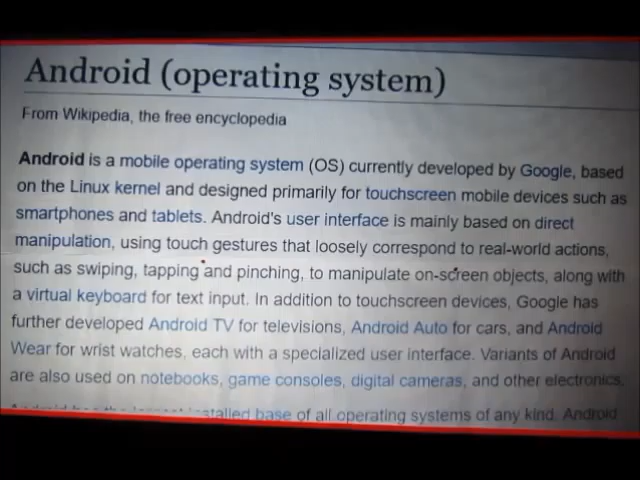 Android (operating system)
From Wikipedia, the free encyclopedia
Android is a mobile operating system (OS) currently developed by Google, based
on the Linux kernel and designed primarily for touchscreen mobile devices such as
smartphones and tablets. Android's user interface is mainly based on direct
manipulation, using touch gestures that loosely correspond to real-world actions,
such as swiping, tapping and pinching, to manipulate on-screen objects, along with
a virtual keyboard for text input. In addition to touchscreen devices, Google has
further developed Android TV for televisions, Android Auto for cars, and Android
Wear for wrist watches, each with a specialized user interface. Variants of Android
are also used on notebooks, game consoles, digital cameras, and other electronics.
installed base of all operating systems of any kind. Android